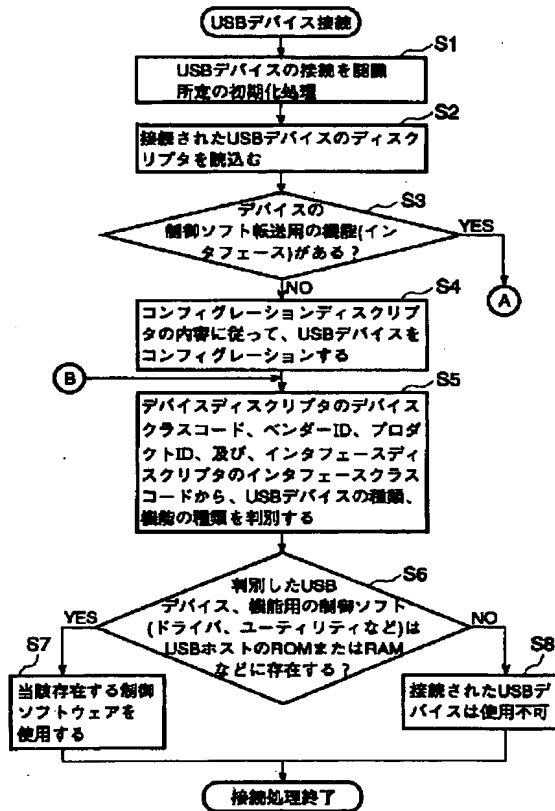 USBデバイス接続
S1
USBデバイスの接続を認識
所定の初期化処理
S2
接続されたUSBデバイスのディスク
リプタを読込む
S3
デバイスの
制御ソフト転送用の機能(イン
タフェース)がある？
YES
A
NO
S4
コンフィグレーションディスクリプ
タの内容に従って、USBデバイスを
コンフィグレーションする
B
S5
デバイスディスクリプタのデバイス
クラスコード、ベンダーID、プロダ
クトID、及び、インタフェースディ
スクリプタのインタフェースクラス
コードから、USBデバイスの種類、
機能の種類を判別する
S6
判別したUSB
デバイス、機能用の制御ソフト
(ドライバ、ユーティリティなど)は
USBホストのROMまたはRAM
などに存在する？
YES
NO
S7
当該存在する制御
ソフトウェアを
使用する
S8
接続されたUSBデ
バイスは使用不可
接続処理終了